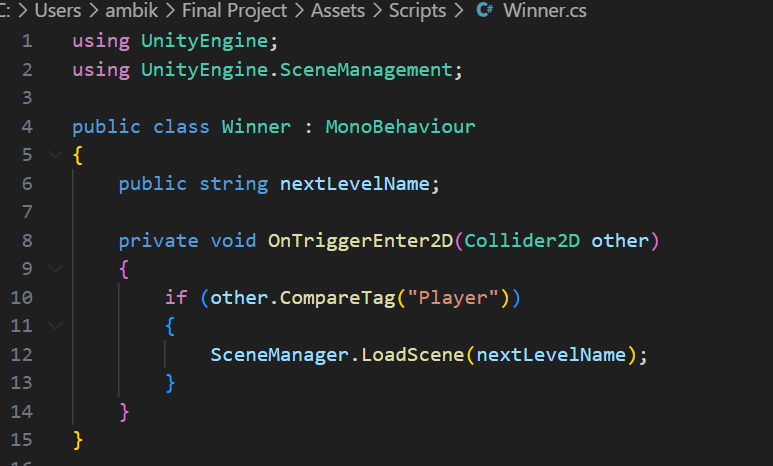 C: > Users > ambik > Final Project > Assets > Scripts > C# Winner.cs
1 using UnityEngine;
2 using UnityEngine.SceneManagement;
3
4 public class Winner : MonoBehaviour
5 {
6 public string nextLevelName;
7
8 private void OnTriggerEnter2D(Collider2D other)
9 {
10 if (other.CompareTag("Player"))
11 {
12 SceneManager.LoadScene(nextLevelName);
13 }
14 }
15 }